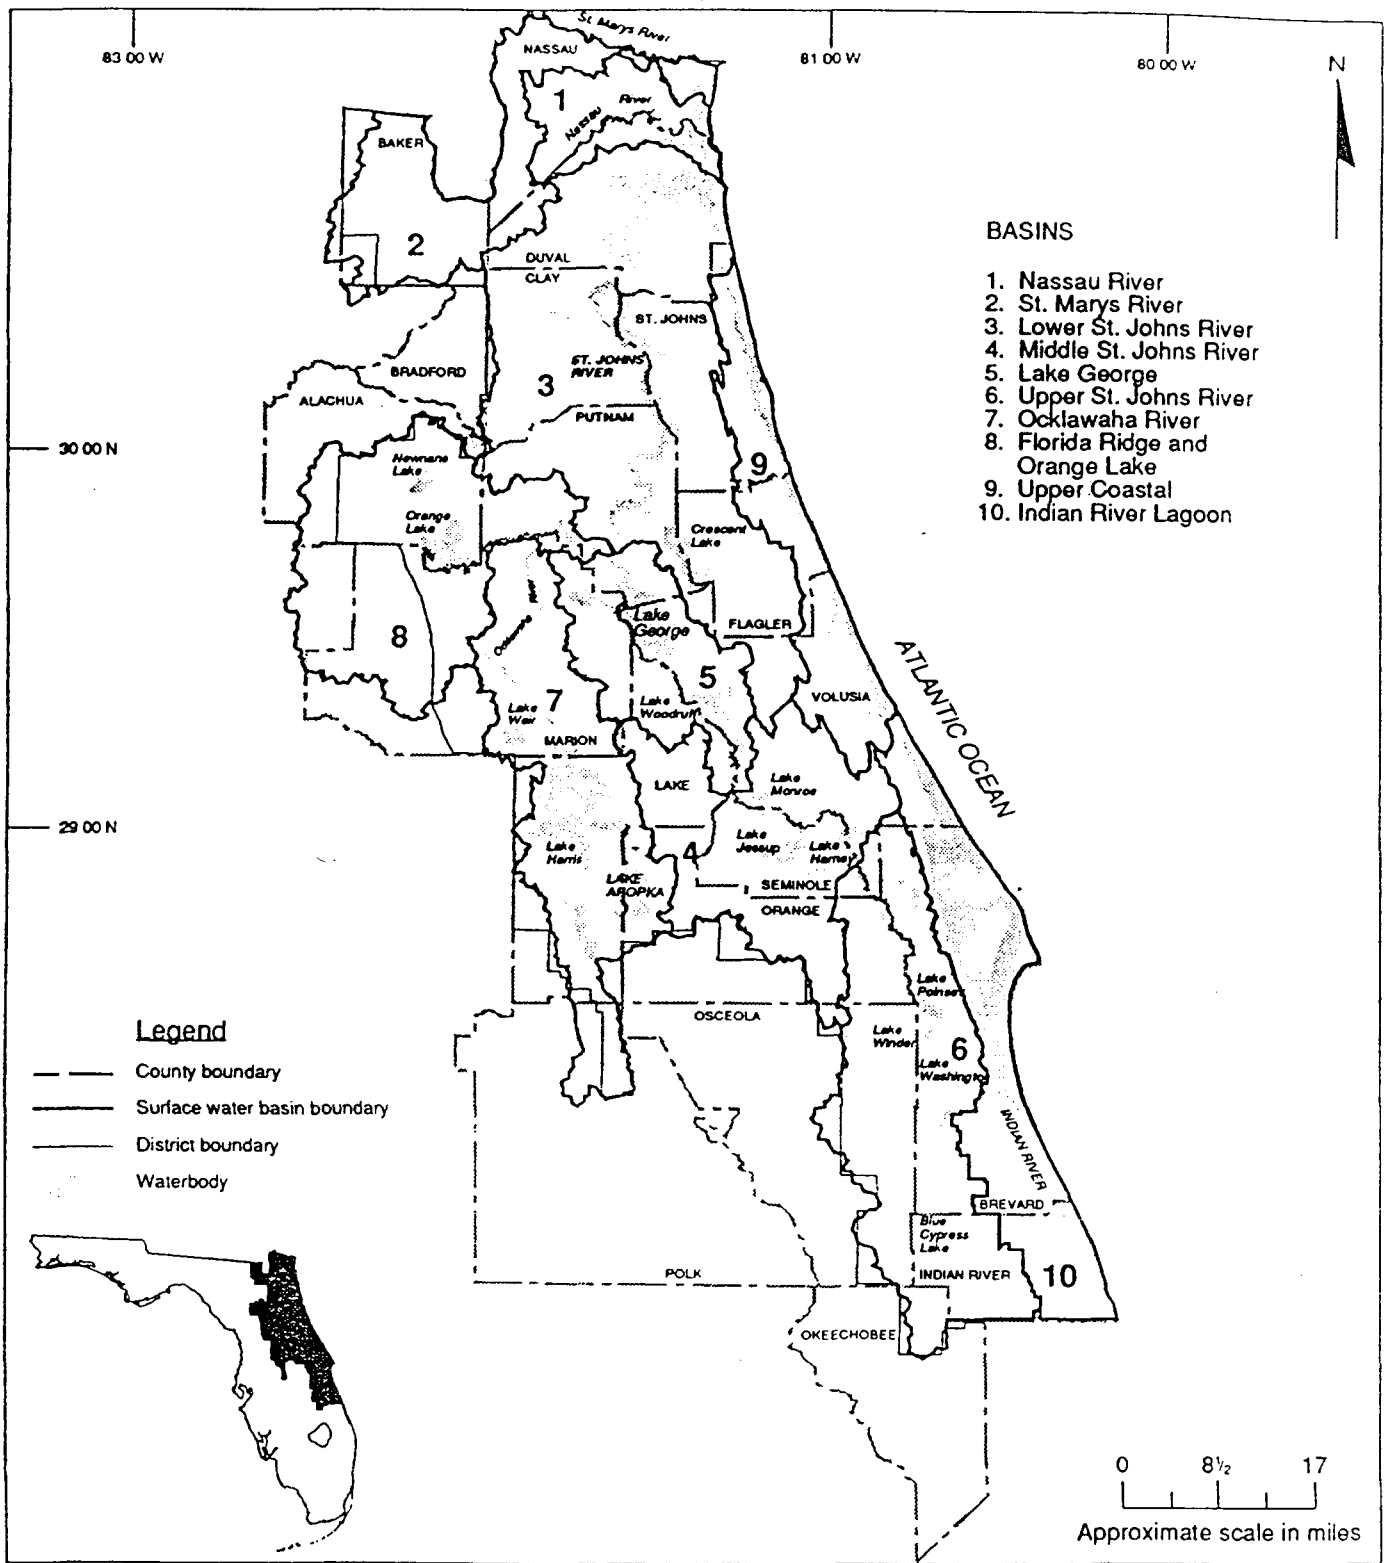 83 00 W
81 00 W
80 00 W
N
St. Marys River
NASSAU
1
Nassau River
BAKER
2
DUVAL
CLAY
ST. JOHNS
ST. JOHNS
RIVER
3
BRADFORD
ALACHUA
PUTNAM
30 00 N
Newnans
Lake
9
Orange
Lake
Crescent
Lake
River
Lake
George
FLAGLER
8
5
7
Lake
Weir
Lake
Woodruff
VOLUSIA
MARION
ATLANTIC OCEAN
LAKE
Lake
Monroe
29 00 N
Lake
Harris
4
Lake
Jessup
Lake
Harney
LAKE
APOPKA
SEMINOLE
ORANGE
Lake
Poinsett
OSCEOLA
Lake
Winder
6
Lake
Washington
INDIAN RIVER
BREVARD
Blue
Cypress
Lake
POLK
INDIAN RIVER
10
OKEECHOBEE
BASINS
1. Nassau River
2. St. Marys River
3. Lower St. Johns River
4. Middle St. Johns River
5. Lake George
6. Upper St. Johns River
7. Ocklawaha River
8. Florida Ridge and
Orange Lake
9. Upper Coastal
10. Indian River Lagoon
Legend
County boundary
Surface water basin boundary
District boundary
Waterbody
0 8½ 17
Approximate scale in miles